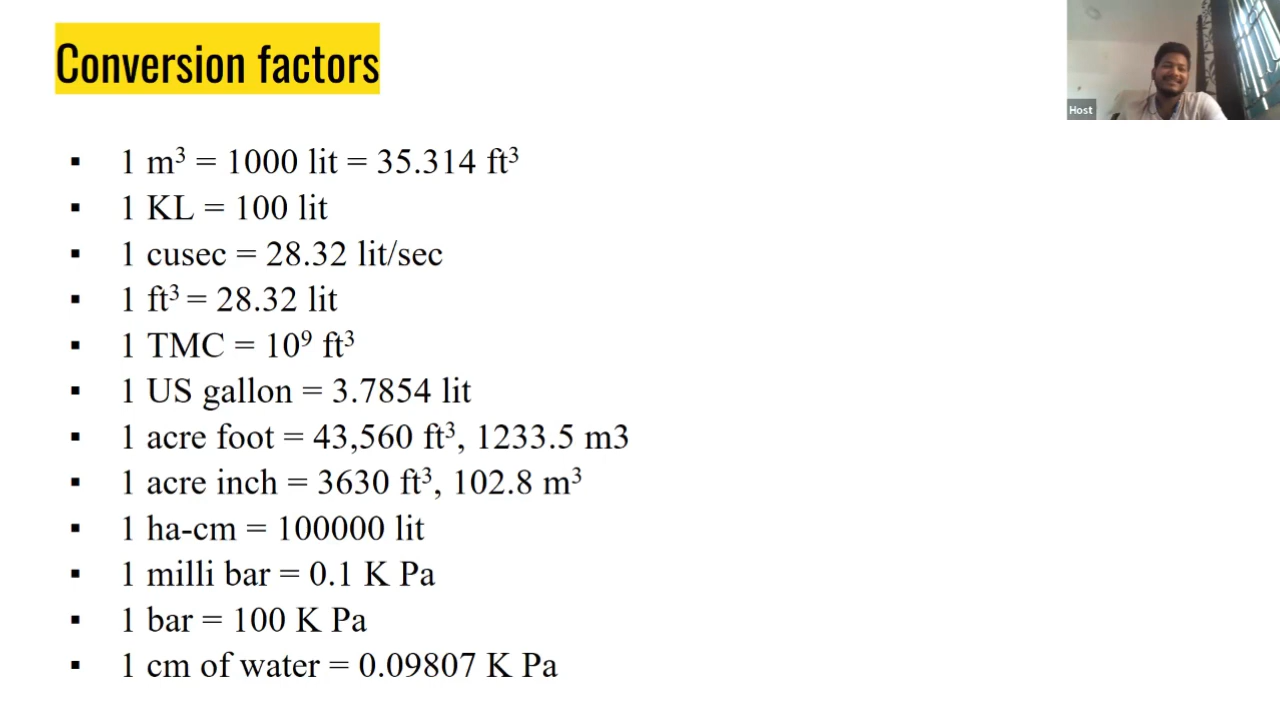 Conversion factors
Host
▪ 1 m³ = 1000 lit = 35.314 ft³
▪ 1 KL = 100 lit
▪ 1 cusec = 28.32 lit/sec
▪ 1 ft³ = 28.32 lit
▪ 1 TMC = 10⁹ ft³
▪ 1 US gallon = 3.7854 lit
▪ 1 acre foot = 43,560 ft³, 1233.5 m3
▪ 1 acre inch = 3630 ft³, 102.8 m³
▪ 1 ha-cm = 100000 lit
▪ 1 milli bar = 0.1 K Pa
▪ 1 bar = 100 K Pa
▪ 1 cm of water = 0.09807 K Pa